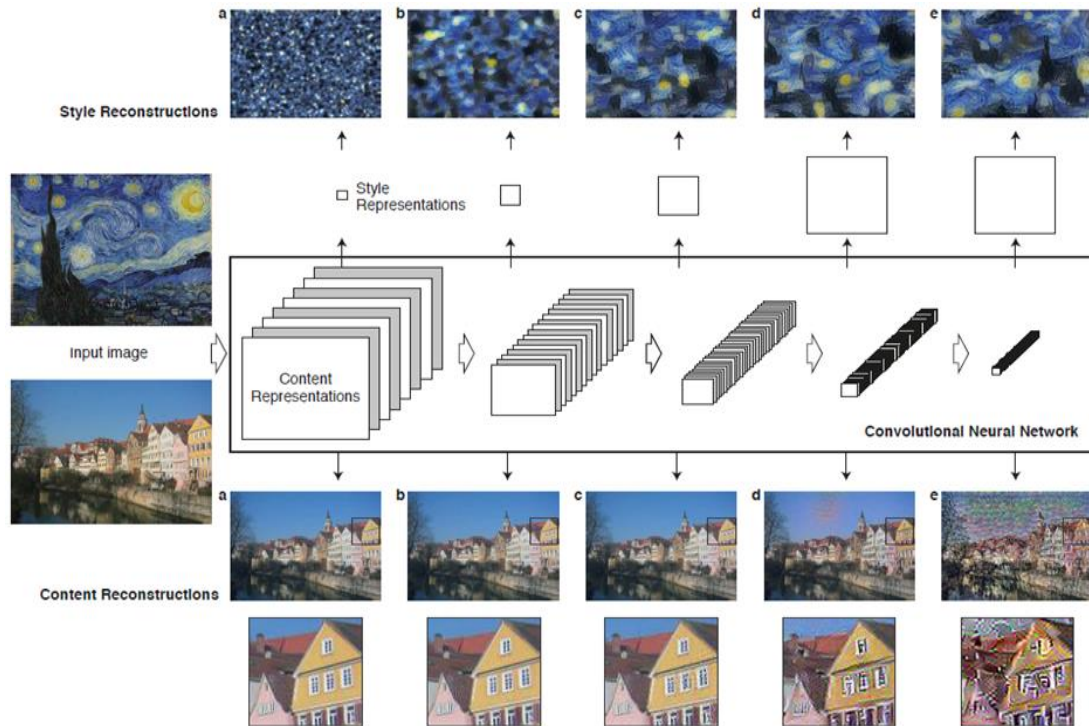 a
b
c
d
e
Style Reconstructions
Style
Representations
Input image
Content
Representations
Convolutional Neural Network
a
b
c
d
e
Content Reconstructions